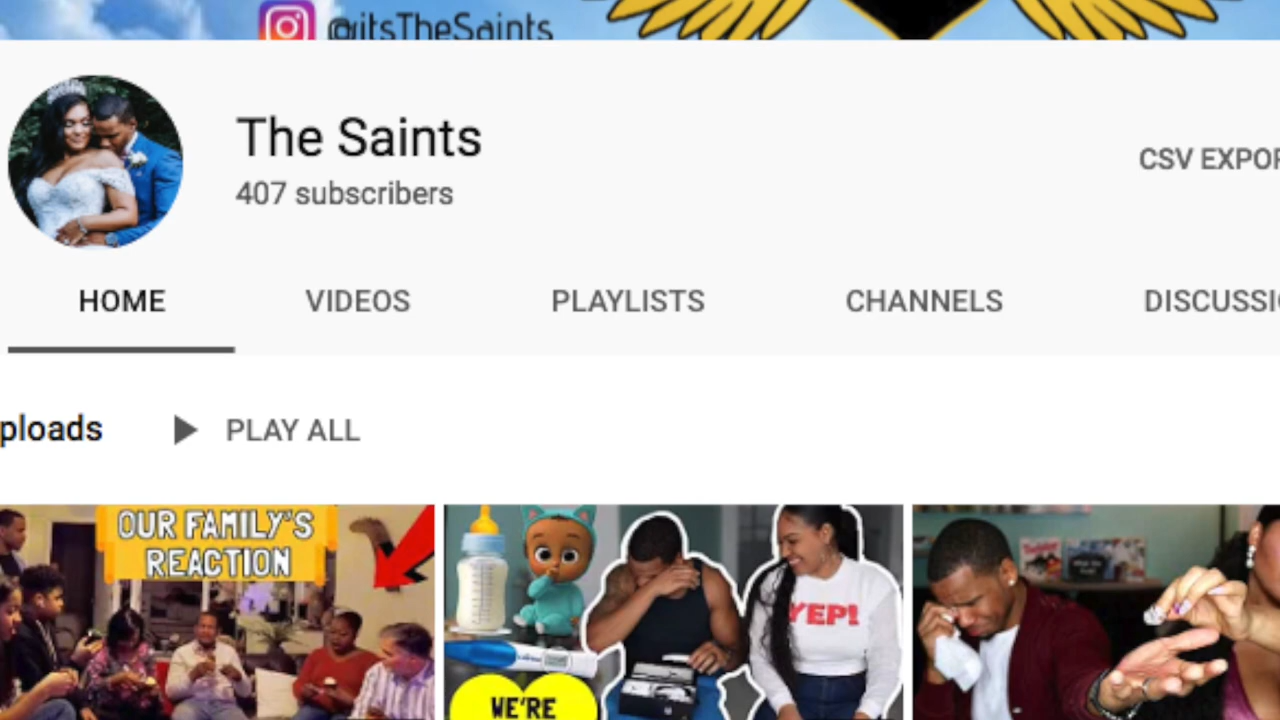 @itsTheSaints
The Saints
407 subscribers
CSV EXPOR
HOME VIDEOS PLAYLISTS CHANNELS DISCUSSI
ploads PLAY ALL
OUR FAMILY'S
REACTION
YEP!
WE'RE